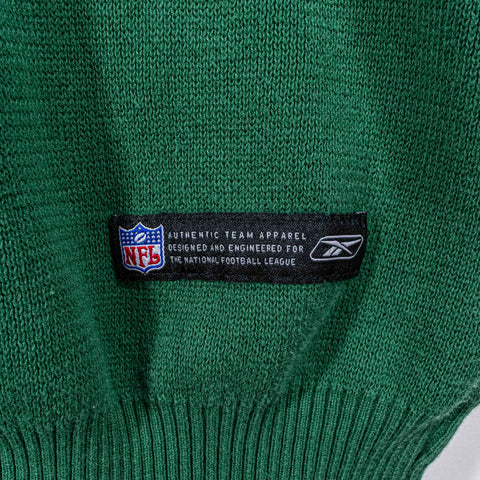 NFL
AUTHENTIC TEAM APPAREL
DESIGNED AND ENGINEERED FOR
THE NATIONAL FOOTBALL LEAGUE